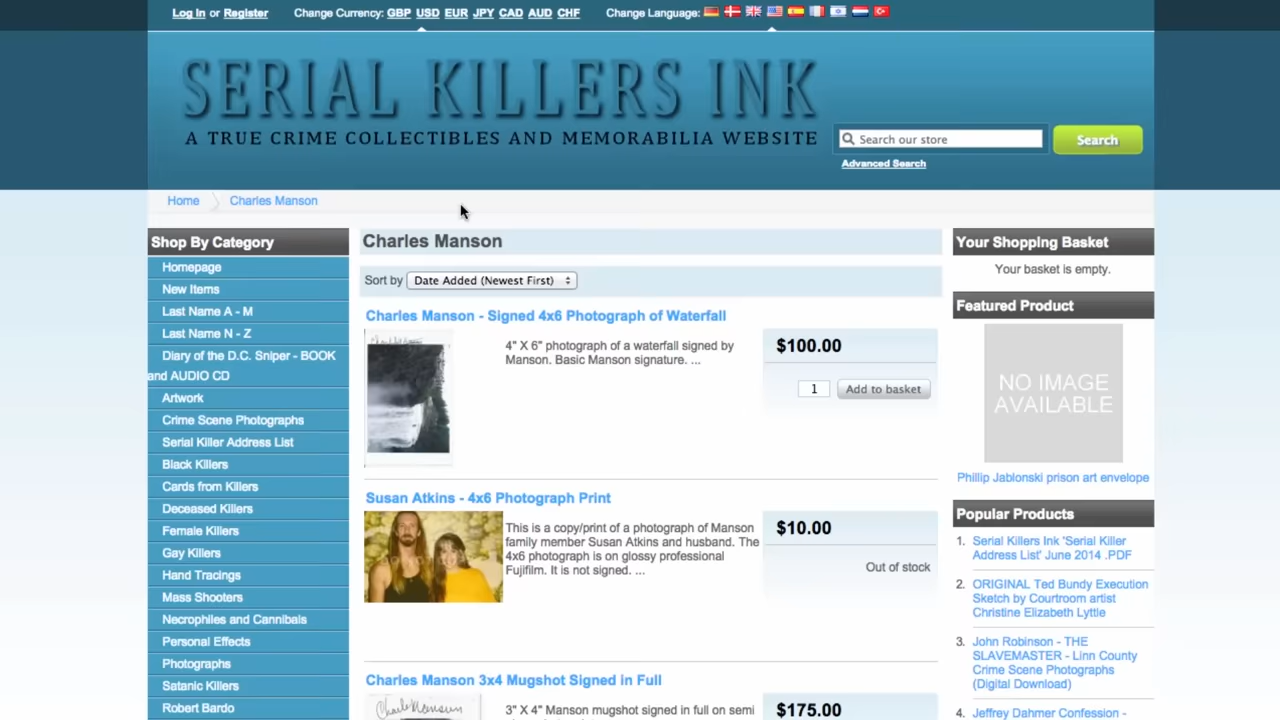 Log In or Register
Change Currency: GBP USD EUR JPY CAD AUD CHF
Change Language:
SERIAL KILLERS INK
A TRUE CRIME COLLECTIBLES AND MEMORABILIA WEBSITE
Search our store
Search
Advanced Search
Home
Charles Manson
Shop By Category
Homepage
New Items
Last Name A - M
Last Name N - Z
Diary of the D.C. Sniper - BOOK
and AUDIO CD
Artwork
Crime Scene Photographs
Serial Killer Address List
Black Killers
Cards from Killers
Deceased Killers
Female Killers
Gay Killers
Hand Tracings
Mass Shooters
Necrophiles and Cannibals
Personal Effects
Photographs
Satanic Killers
Robert Bardo
Charles Manson
Sort by Date Added (Newest First)
Charles Manson - Signed 4x6 Photograph of Waterfall
4" X 6" photograph of a waterfall signed by
Manson. Basic Manson signature. ...
$100.00
1
Add to basket
Susan Atkins - 4x6 Photograph Print
This is a copy/print of a photograph of Manson
family member Susan Atkins and husband. The
4x6 photograph is on glossy professional
Fujifilm. It is not signed. ...
$10.00
Out of stock
Charles Manson 3x4 Mugshot Signed in Full
Charles Manson
3" X 4" Manson mugshot signed in full on semi
$175.00
Your Shopping Basket
Your basket is empty.
Featured Product
NO IMAGE
AVAILABLE
Phillip Jablonski prison art envelope
Popular Products
1. Serial Killers Ink 'Serial Killer
Address List' June 2014 .PDF
2. ORIGINAL Ted Bundy Execution
Sketch by Courtroom artist
Christine Elizabeth Lyttle
3. John Robinson - THE
SLAVEMASTER - Linn County
Crime Scene Photographs
(Digital Download)
4. Jeffrey Dahmer Confession -